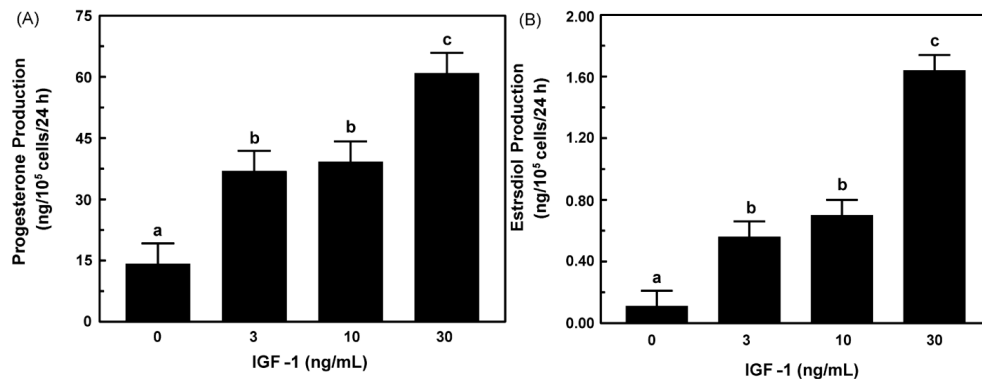 (A)
Progesterone Production
(ng/10⁵ cells/24 h)
75
60
45
30
15
0
a
b
b
c
0 3 10 30
IGF -1 (ng/mL)
(B)
Estrsdiol Production
(ng/10⁵ cells/24 h)
2.00
1.60
1.20
0.80
0.40
0.00
a
b
b
c
0 3 10 30
IGF -1 (ng/mL)